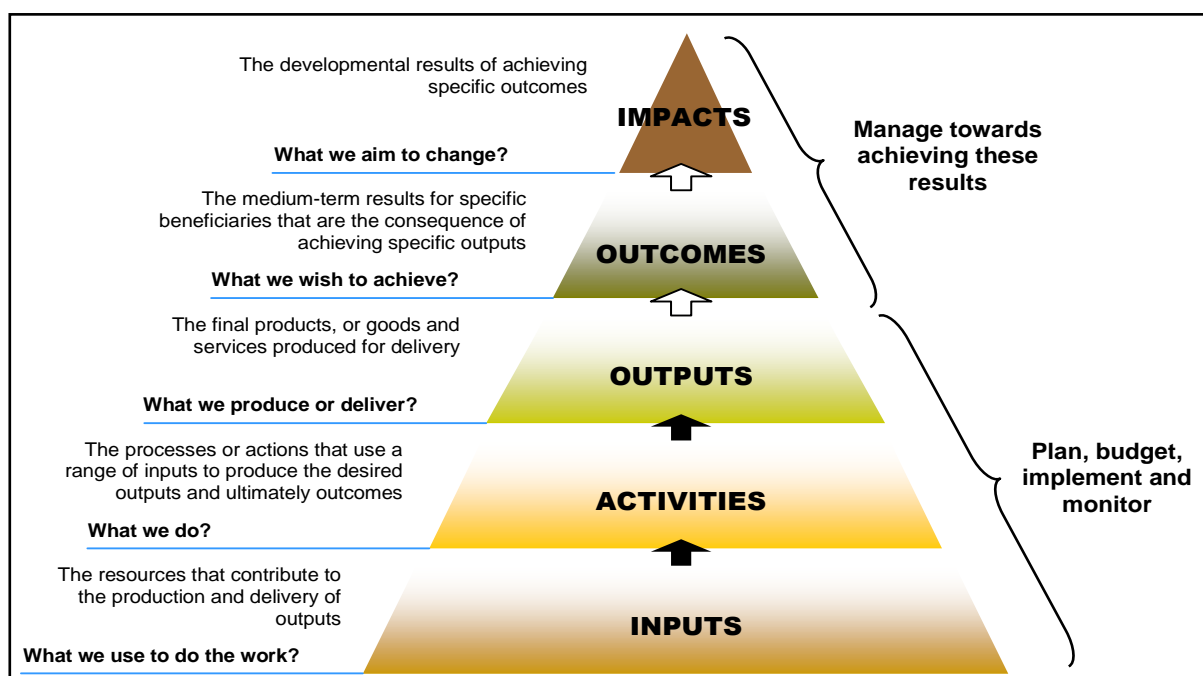 The developmental results of achieving
specific outcomes
IMPACTS
What we aim to change?
Manage towards
achieving these
results
The medium-term results for specific
beneficiaries that are the consequence of
achieving specific outputs
OUTCOMES
What we wish to achieve?
The final products, or goods and
services produced for delivery
OUTPUTS
What we produce or deliver?
The processes or actions that use a
range of inputs to produce the desired
outputs and ultimately outcomes
ACTIVITIES
What we do?
Plan, budget,
implement and
monitor
The resources that contribute to
the production and delivery of
outputs
INPUTS
What we use to do the work?